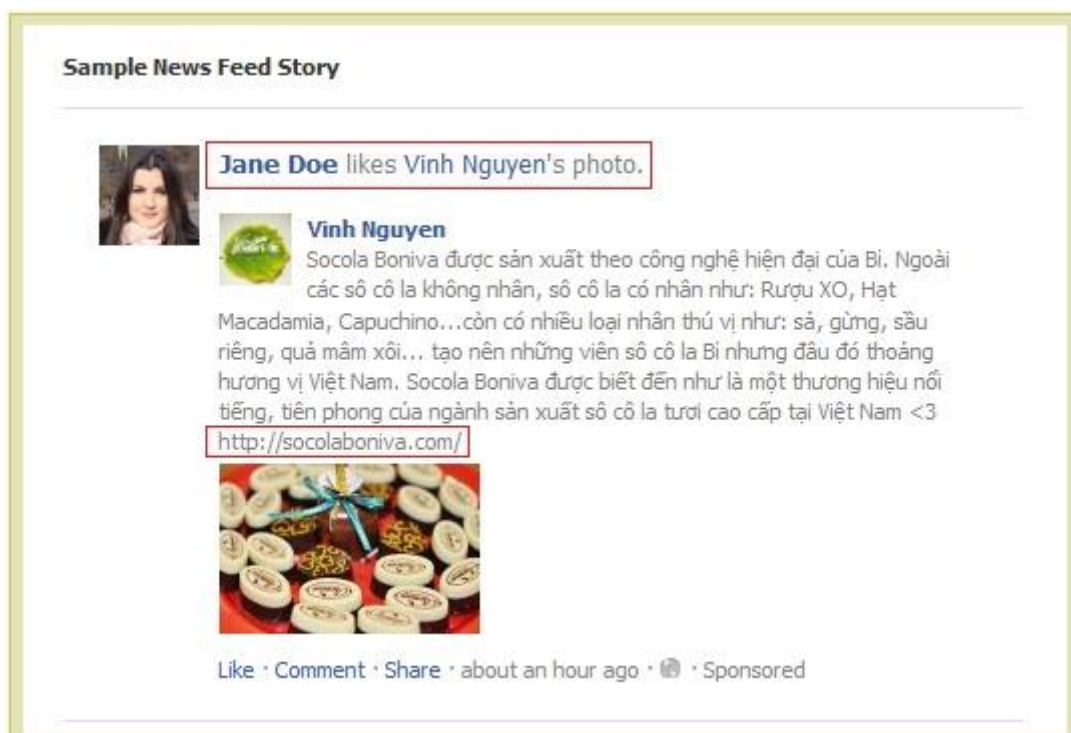 Sample News Feed Story
Jane Doe likes Vinh Nguyen's photo.
Vinh Nguyen
Socola Boniva được sản xuất theo công nghệ hiện đại của Bỉ. Ngoài
các sô cô la không nhân, sô cô la có nhân như: Rượu XO, Hạt
Macadamia, Capuchino...còn có nhiều loại nhân thú vị như: sả, gừng, sầu
riêng, quả mâm xôi... tạo nên những viên sô cô la Bỉ nhưng đâu đó thoảng
hương vị Việt Nam. Socola Boniva được biết đến như là một thương hiệu nổi
tiếng, tiên phong của ngành sản xuất sô cô la tươi cao cấp tại Việt Nam <3
http://socolaboniva.com/
Like · Comment · Share · about an hour ago · · Sponsored